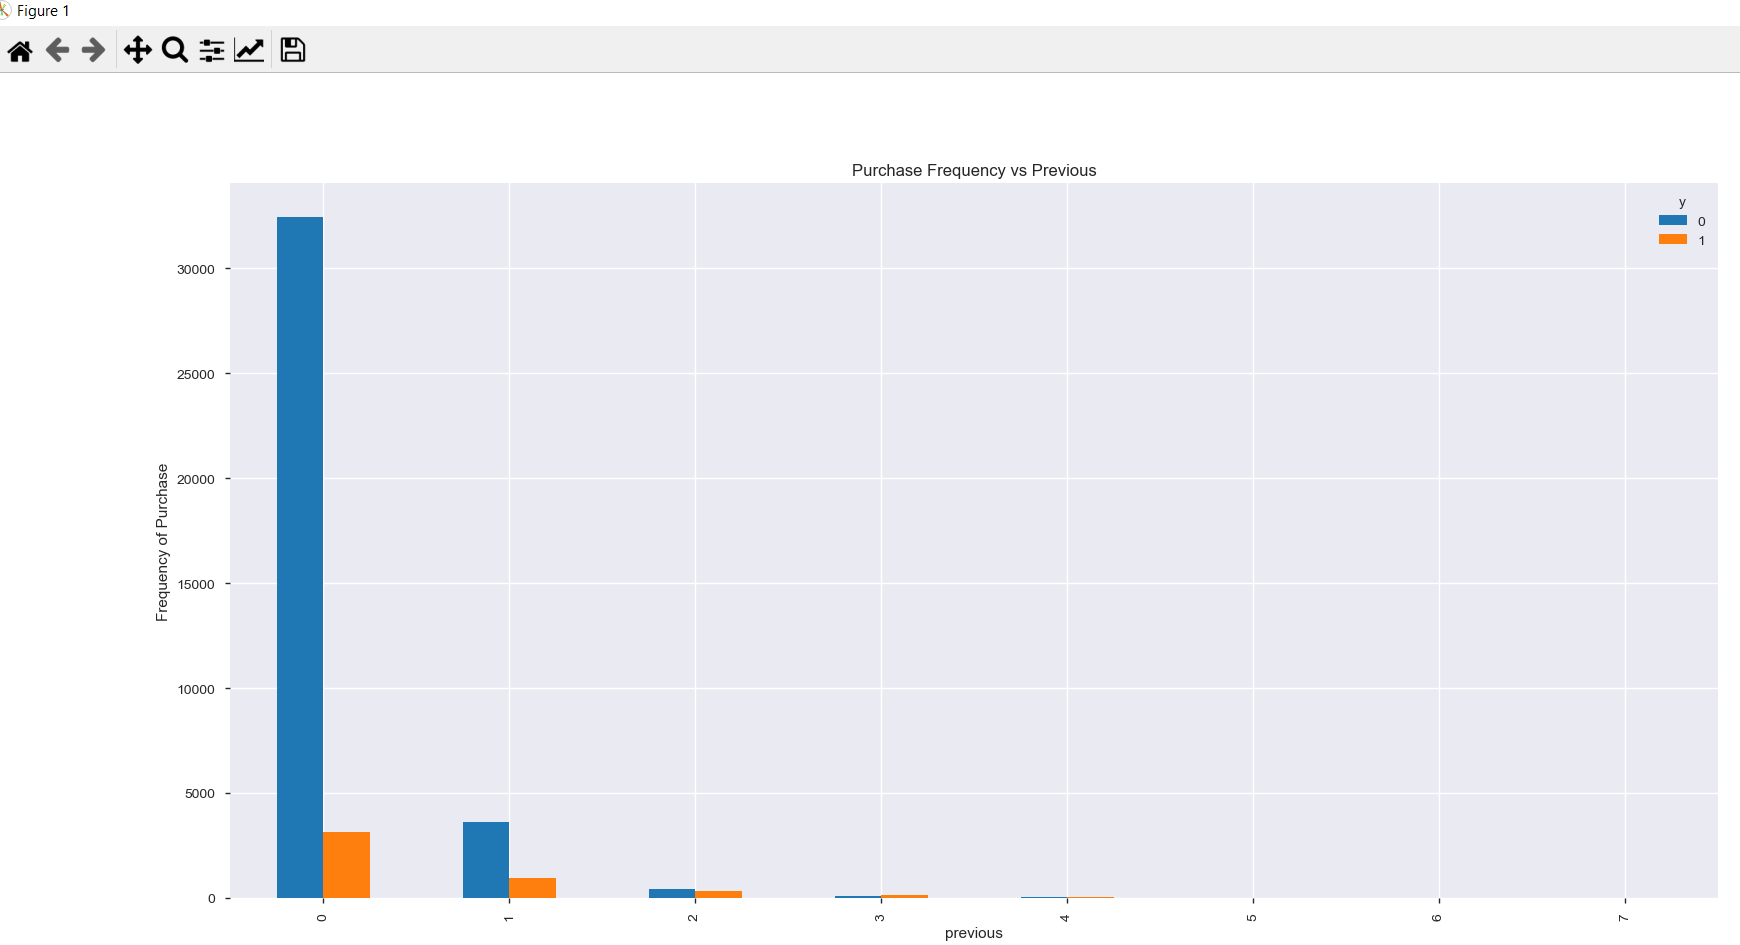 Figure 1
Purchase Frequency vs Previous
y
0
1
30000
25000
20000
15000
10000
5000
0
Frequency of Purchase
0 1 2 3 4 5 6 7
previous